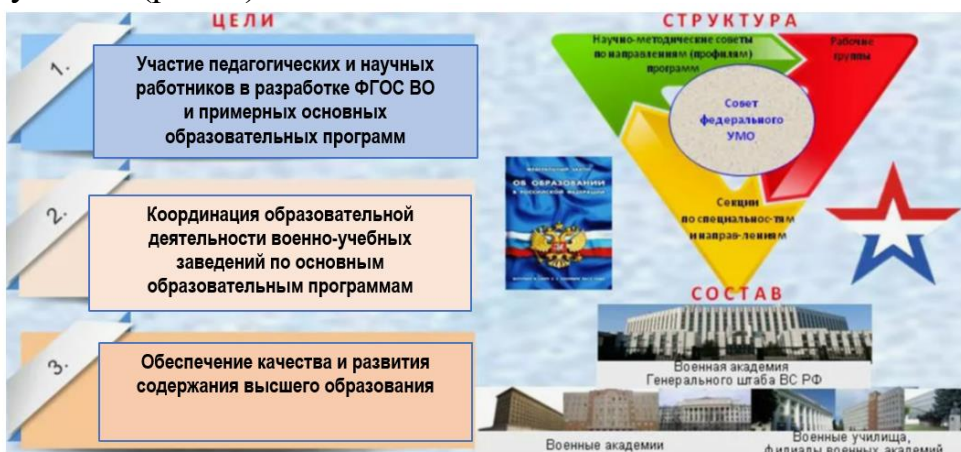 ЦЕЛИ
1.
Участие педагогических и научных
работников в разработке ФГОС ВО
и примерных основных
образовательных программ
2.
Координация образовательной
деятельности военно-учебных
заведений по основным
образовательным программам
3.
Обеспечение качества и развития
содержания высшего образования
СТРУКТУРА
Научно-методические советы
по направлениям (профилям)
программ
Рабочие
группы
Совет
федерального
УМО
Секции
по специальнос-тям
и направ-лениям
ОБ ОБРАЗОВАНИИ
В РОССИЙСКОЙ ФЕДЕРАЦИИ
СОСТАВ
Военная академия
Генерального штаба ВС РФ
Военные академии
Военные училища,
филиалы военных академий